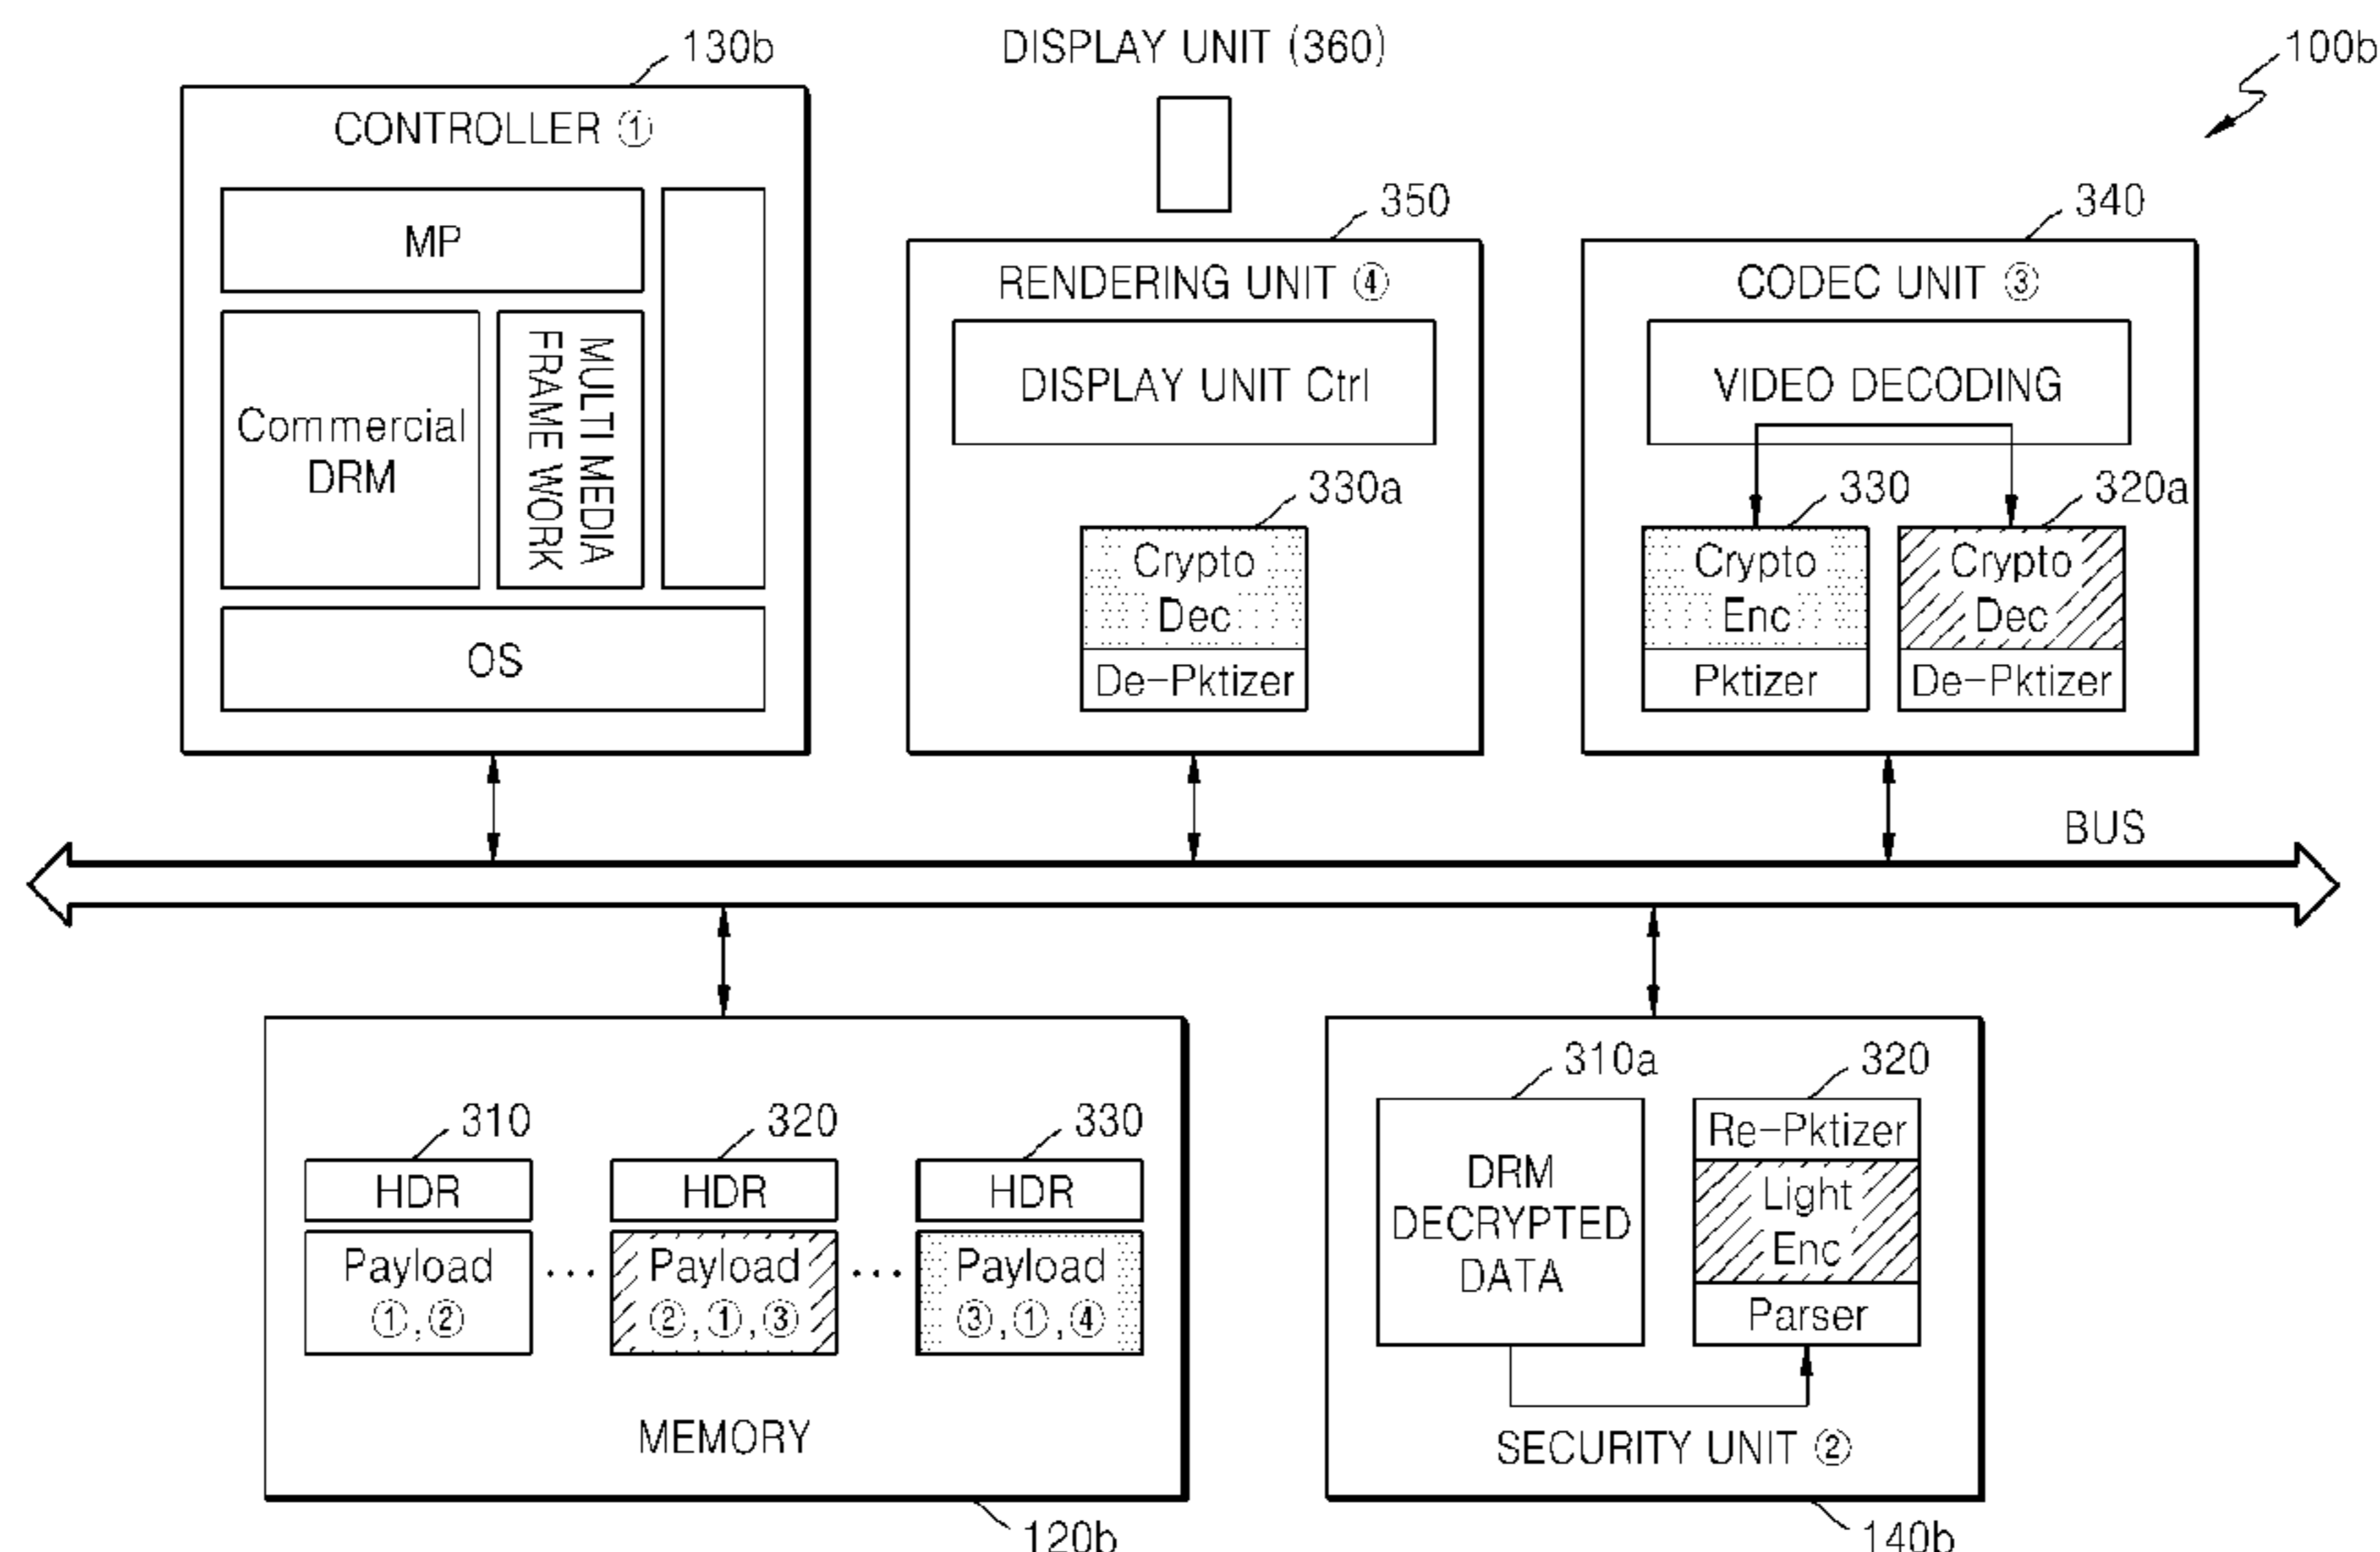 130b
DISPLAY UNIT (360)
100b
CONTROLLER ①
MP
Commercial
DRM
MULTI MEDIA
FRAME WORK
OS
350
RENDERING UNIT ④
DISPLAY UNIT Ctrl
330a
Crypto
Dec
De-Pktizer
340
CODEC UNIT ③
VIDEO DECODING
330
Crypto
Enc
Pktizer
320a
Crypto
Dec
De-Pktizer
BUS
310
HDR
Payload
①,②
...
320
HDR
Payload
②,①,③
...
330
HDR
Payload
③,①,④
MEMORY
120b
310a
DRM
DECRYPTED
DATA
320
Re-Pktizer
Light
Enc
Parser
SECURITY UNIT ②
140b